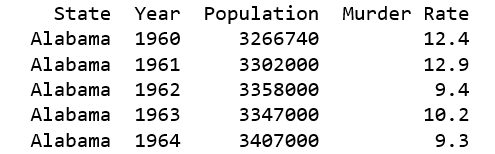 State Year Population Murder Rate
Alabama 1960 3266740 12.4
Alabama 1961 3302000 12.9
Alabama 1962 3358000 9.4
Alabama 1963 3347000 10.2
Alabama 1964 3407000 9.3